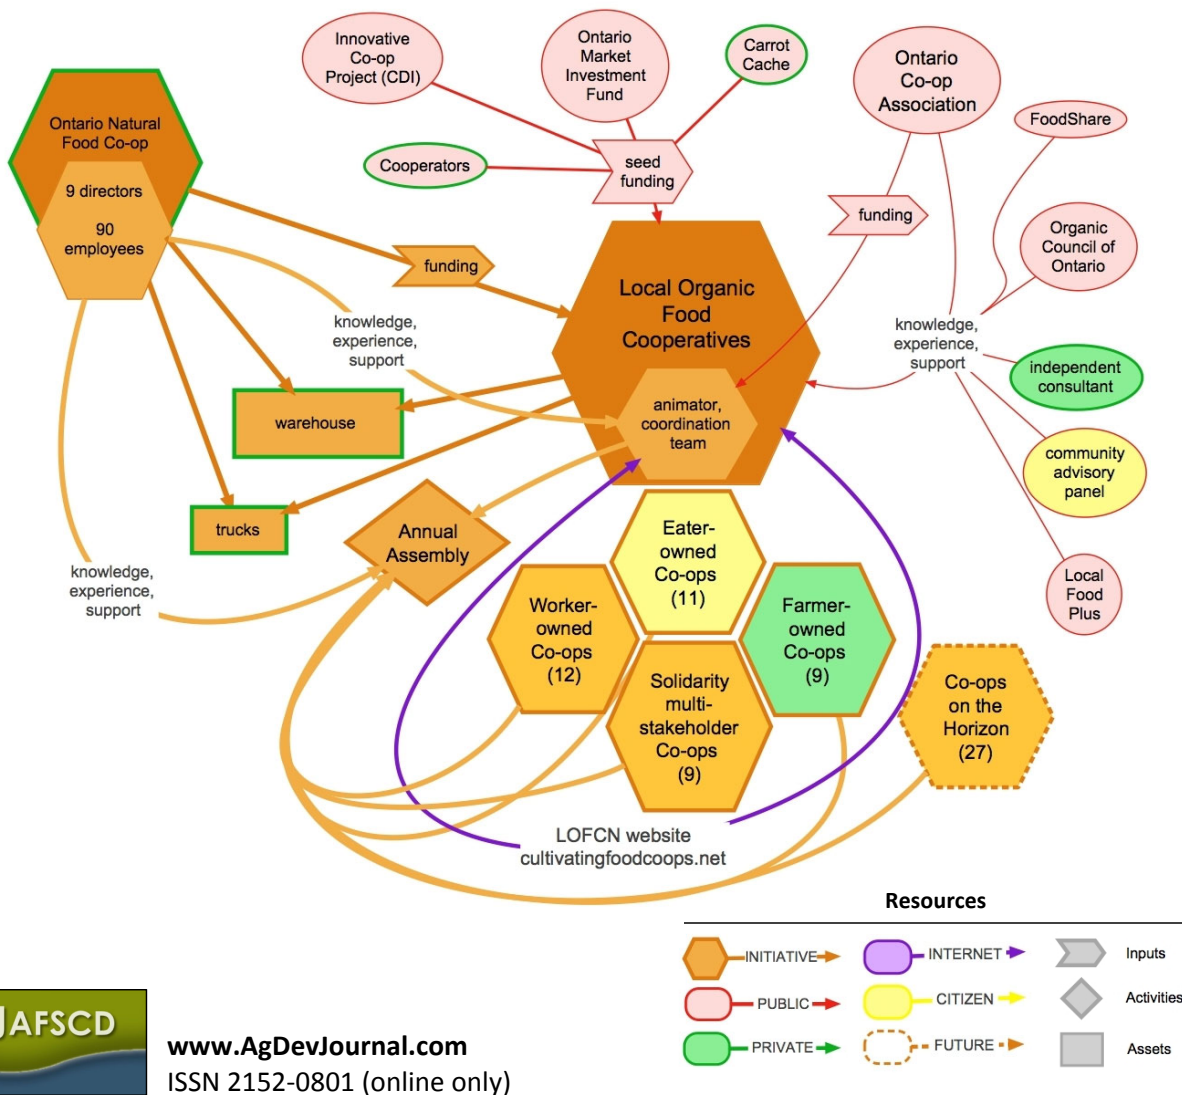 Innovative
Co-op
Project (CDI)
Ontario
Market
Investment
Fund
Carrot
Cache
Ontario
Co-op
Association
FoodShare
Ontario Natural
Food Co-op
9 directors
90
employees
Cooperators
seed
funding
funding
Organic
Council of
Ontario
funding
Local Organic
Food
Cooperatives
knowledge,
experience,
support
knowledge,
experience,
support
independent
consultant
warehouse
animator,
coordination
team
community
advisory
panel
trucks
Annual
Assembly
Eater-
owned
Co-ops
(11)
knowledge,
experience,
support
Local
Food
Plus
Worker-
owned
Co-ops
(12)
Farmer-
owned
Co-ops
(9)
Solidarity
multi-
stakeholder
Co-ops
(9)
Co-ops
on the
Horizon
(27)
LOFCN website
cultivatingfoodcoops.net
Resources
INITIATIVE
INTERNET
Inputs
PUBLIC
CITIZEN
Activities
PRIVATE
FUTURE
Assets
JAFSCD
www.AgDevJournal.com
ISSN 2152-0801 (online only)